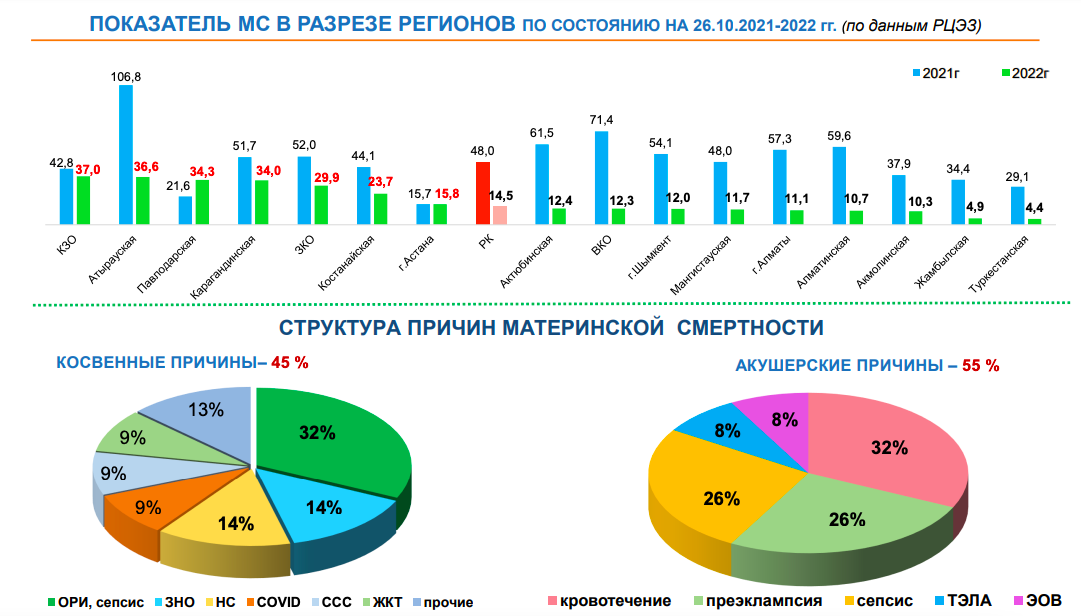 ПОКАЗАТЕЛЬ МС В РАЗРЕЗЕ РЕГИОНОВ ПО СОСТОЯНИЮ НА 26.10.2021-2022 гг. (по данным РЦЭЗ)
2021г 2022г
106,8
42,8 37,0 36,6 21,6 34,3 51,7 34,0 52,0 29,9 44,1 23,7 15,7 15,8 48,0 14,5 61,5 12,4 71,4 12,3 54,1 12,0 48,0 11,7 57,3 11,1 59,6 10,7 37,9 10,3 34,4 4,9 29,1 4,4
КЗО Атырауская Павлодарская Карагандинская ЗКО Костанайская г.Астана РК Актюбинская ВКО г.Шымкент Мангистауская г.Алматы Алматинская Акмолинская Жамбылская Туркестанская
СТРУКТУРА ПРИЧИН МАТЕРИНСКОЙ СМЕРТНОСТИ
КОСВЕННЫЕ ПРИЧИНЫ– 45 %
32%
14%
14%
9%
9%
9%
13%
ОРИ, сепсис ЗНО НС COVID ССС ЖКТ прочие
АКУШЕРСКИЕ ПРИЧИНЫ – 55 %
32%
26%
26%
8%
8%
кровотечение преэклампсия сепсис ТЭЛА ЭОВ